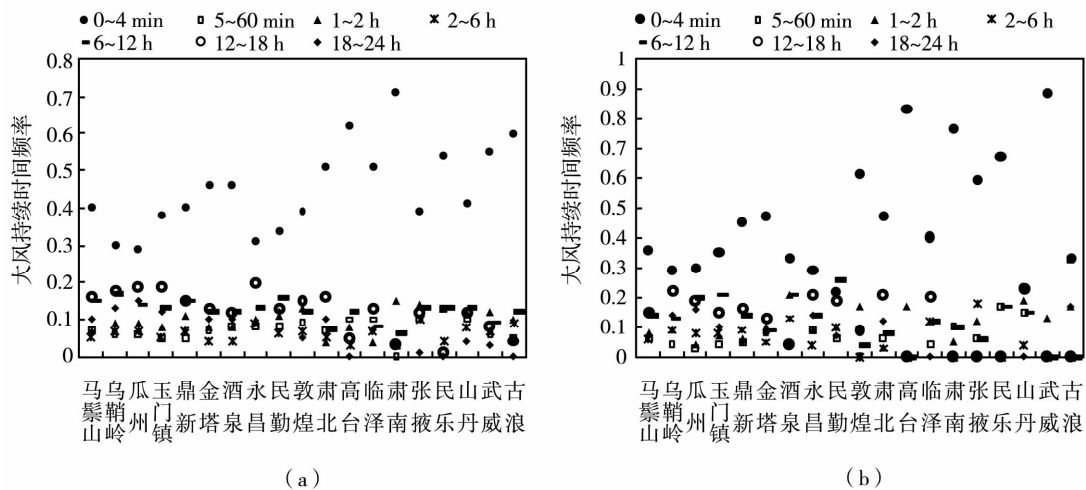 0~4 min 5~60 min 1~2 h 2~6 h
6~12 h 12~18 h 18~24 h
大风持续时间频率
0.8
0.7
0.6
0.5
0.4
0.3
0.2
0.1
0
马鬃山 乌鞘岭 瓜州 玉门镇 鼎新 金塔 酒泉 永昌 民勤 敦煌 肃北 高台 临泽 肃南 张掖 民乐 山丹 武威 古浪
(a)
0~4 min 5~60 min 1~2 h 2~6 h
6~12 h 12~18 h 18~24 h
大风持续时间频率
1
0.9
0.8
0.7
0.6
0.5
0.4
0.3
0.2
0.1
0
马鬃山 乌鞘岭 瓜州 玉门镇 鼎新 金塔 酒泉 永昌 民勤 敦煌 肃北 高台 临泽 肃南 张掖 民乐 山丹 武威 古浪
(b)